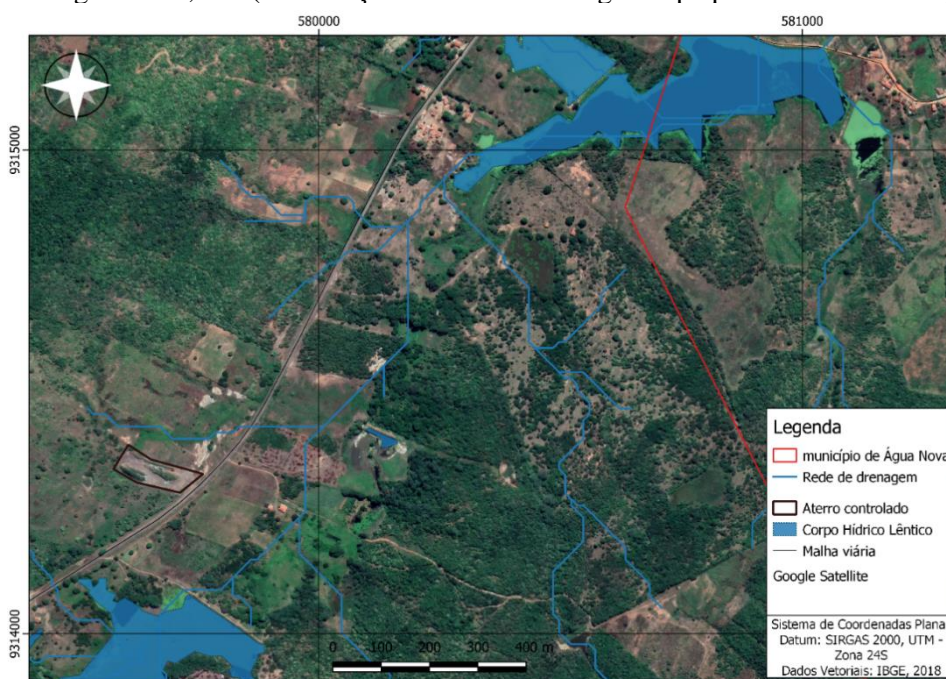 580000
581000
9315000
9314000
Legenda
município de Água Nova
Rede de drenagem
Aterro controlado
Corpo Hídrico Lêntico
Malha viária
Google Satellite
Sistema de Coordenadas Plana
Datum: SIRGAS 2000, UTM -
Zona 24S
Dados Vetoriais: IBGE, 2018
0 100 200 300 400 m